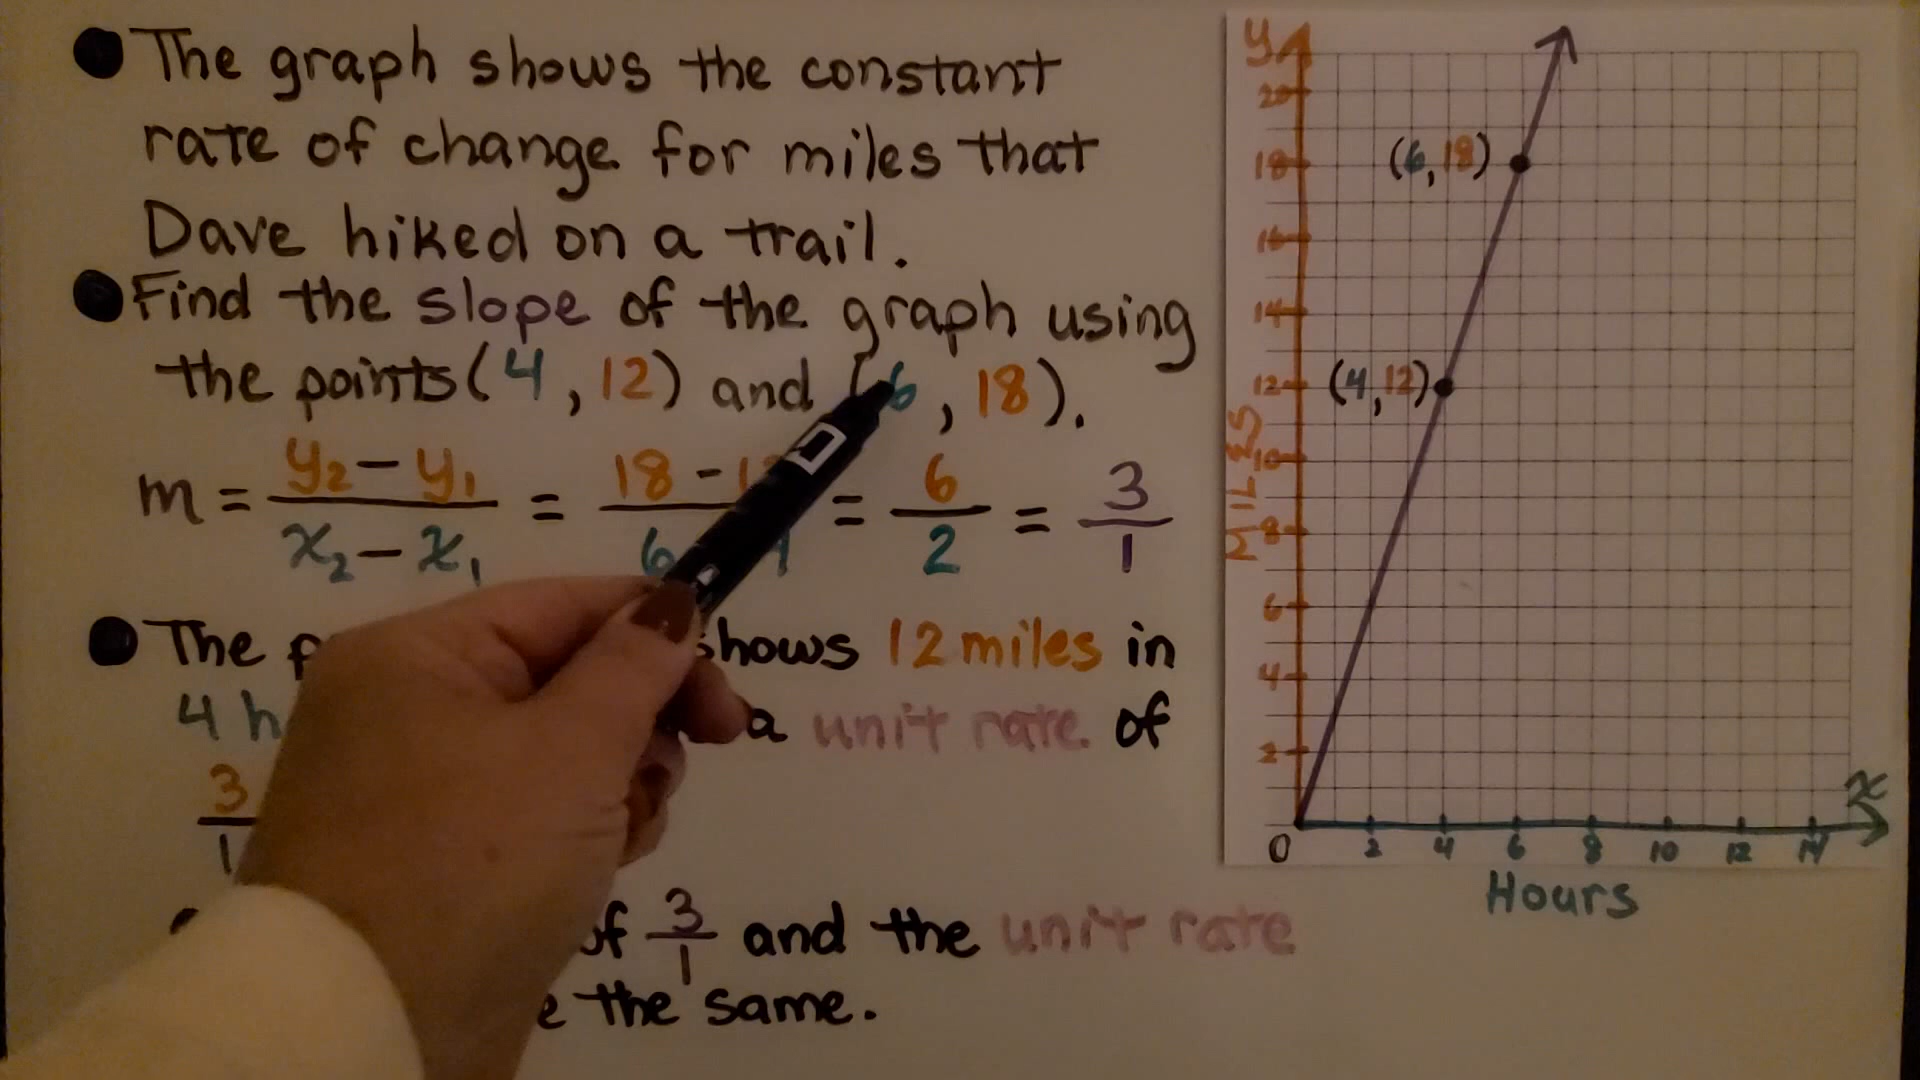 The graph shows the constant
rate of change for miles that
Dave hiked on a trail.
Find the slope of the graph using
the points (4, 12) and (6, 18).
m = y₂ - y₁ / x₂ - x₁ = 18 - / 6 = 6 / 2 = 3 / 1
The shows 12 miles in
4 a unit rate of
3 / 1
of 3/1 and the unit rate
the same.
y
20
18
16
14
12
10
8
6
4
2
(6, 18)
(4, 12)
MILES
0 2 4 6 8 10 12 14
x
Hours